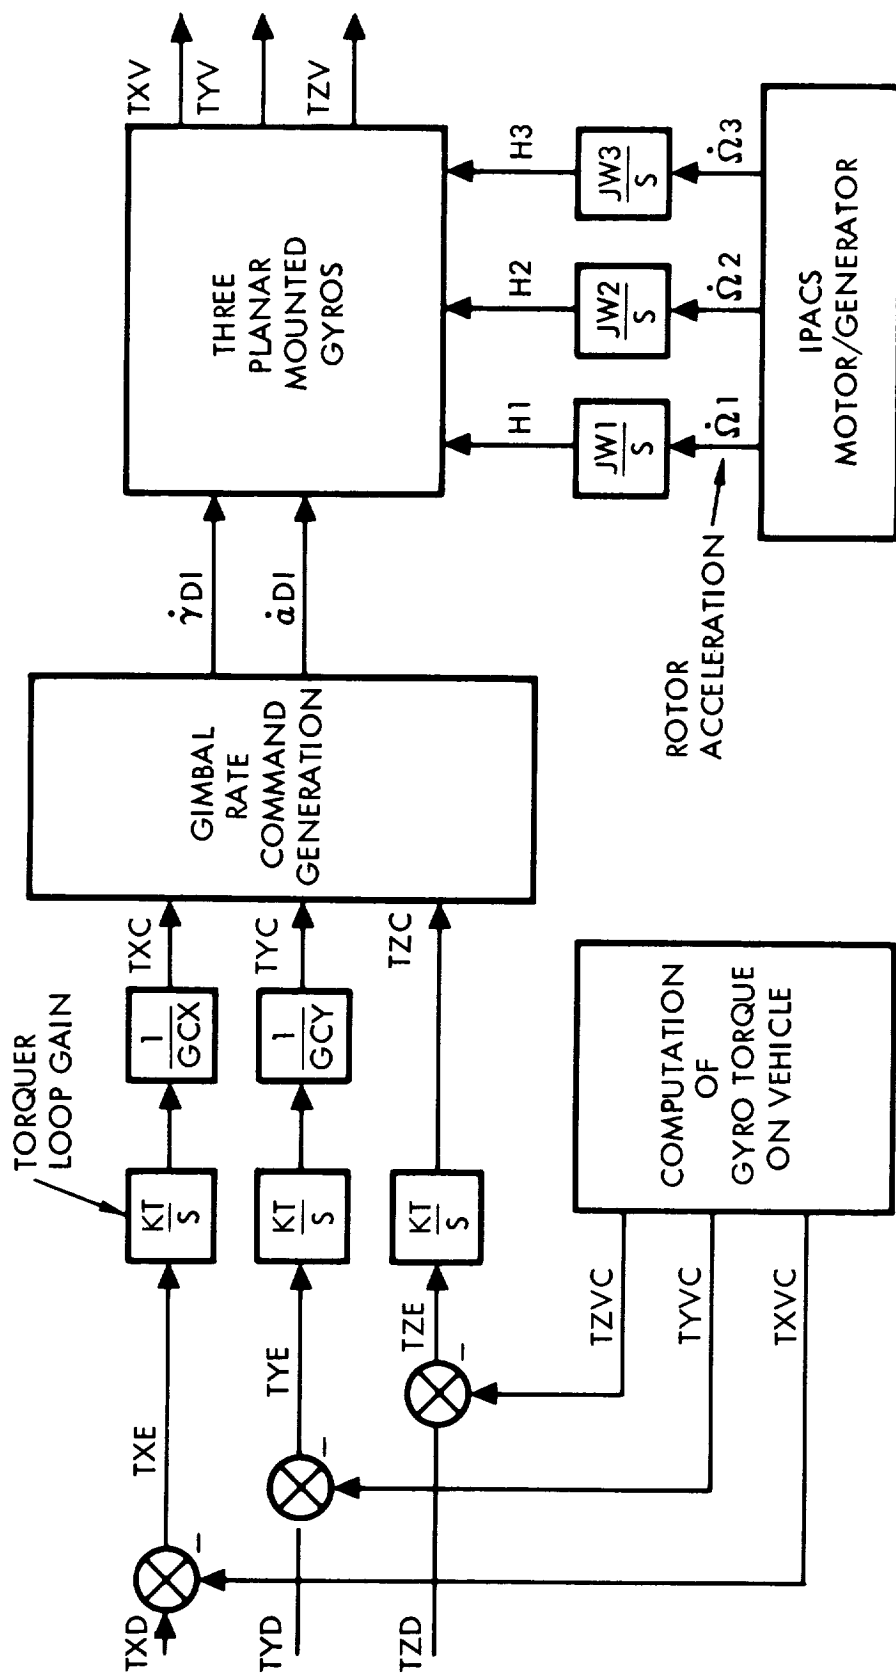 TXD
TXE
TORQUER
LOOP GAIN
KT
S
1
GCX
TXC
TYD
TYE
KT
S
1
GCY
TYC
TZD
TZE
KT
S
TZC
–
–
–
GIMBAL
RATE
COMMAND
GENERATION
γ̇DI
α̇DI
THREE
PLANAR
MOUNTED
GYROS
TXV
TYV
TZV
TZVC
TYVC
TXVC
COMPUTATION
OF
GYRO TORQUE
ON VEHICLE
H1
H2
H3
JW1
S
JW2
S
JW3
S
Ω̇1
Ω̇2
Ω̇3
ROTOR
ACCELERATION
IPACS
MOTOR/GENERATOR